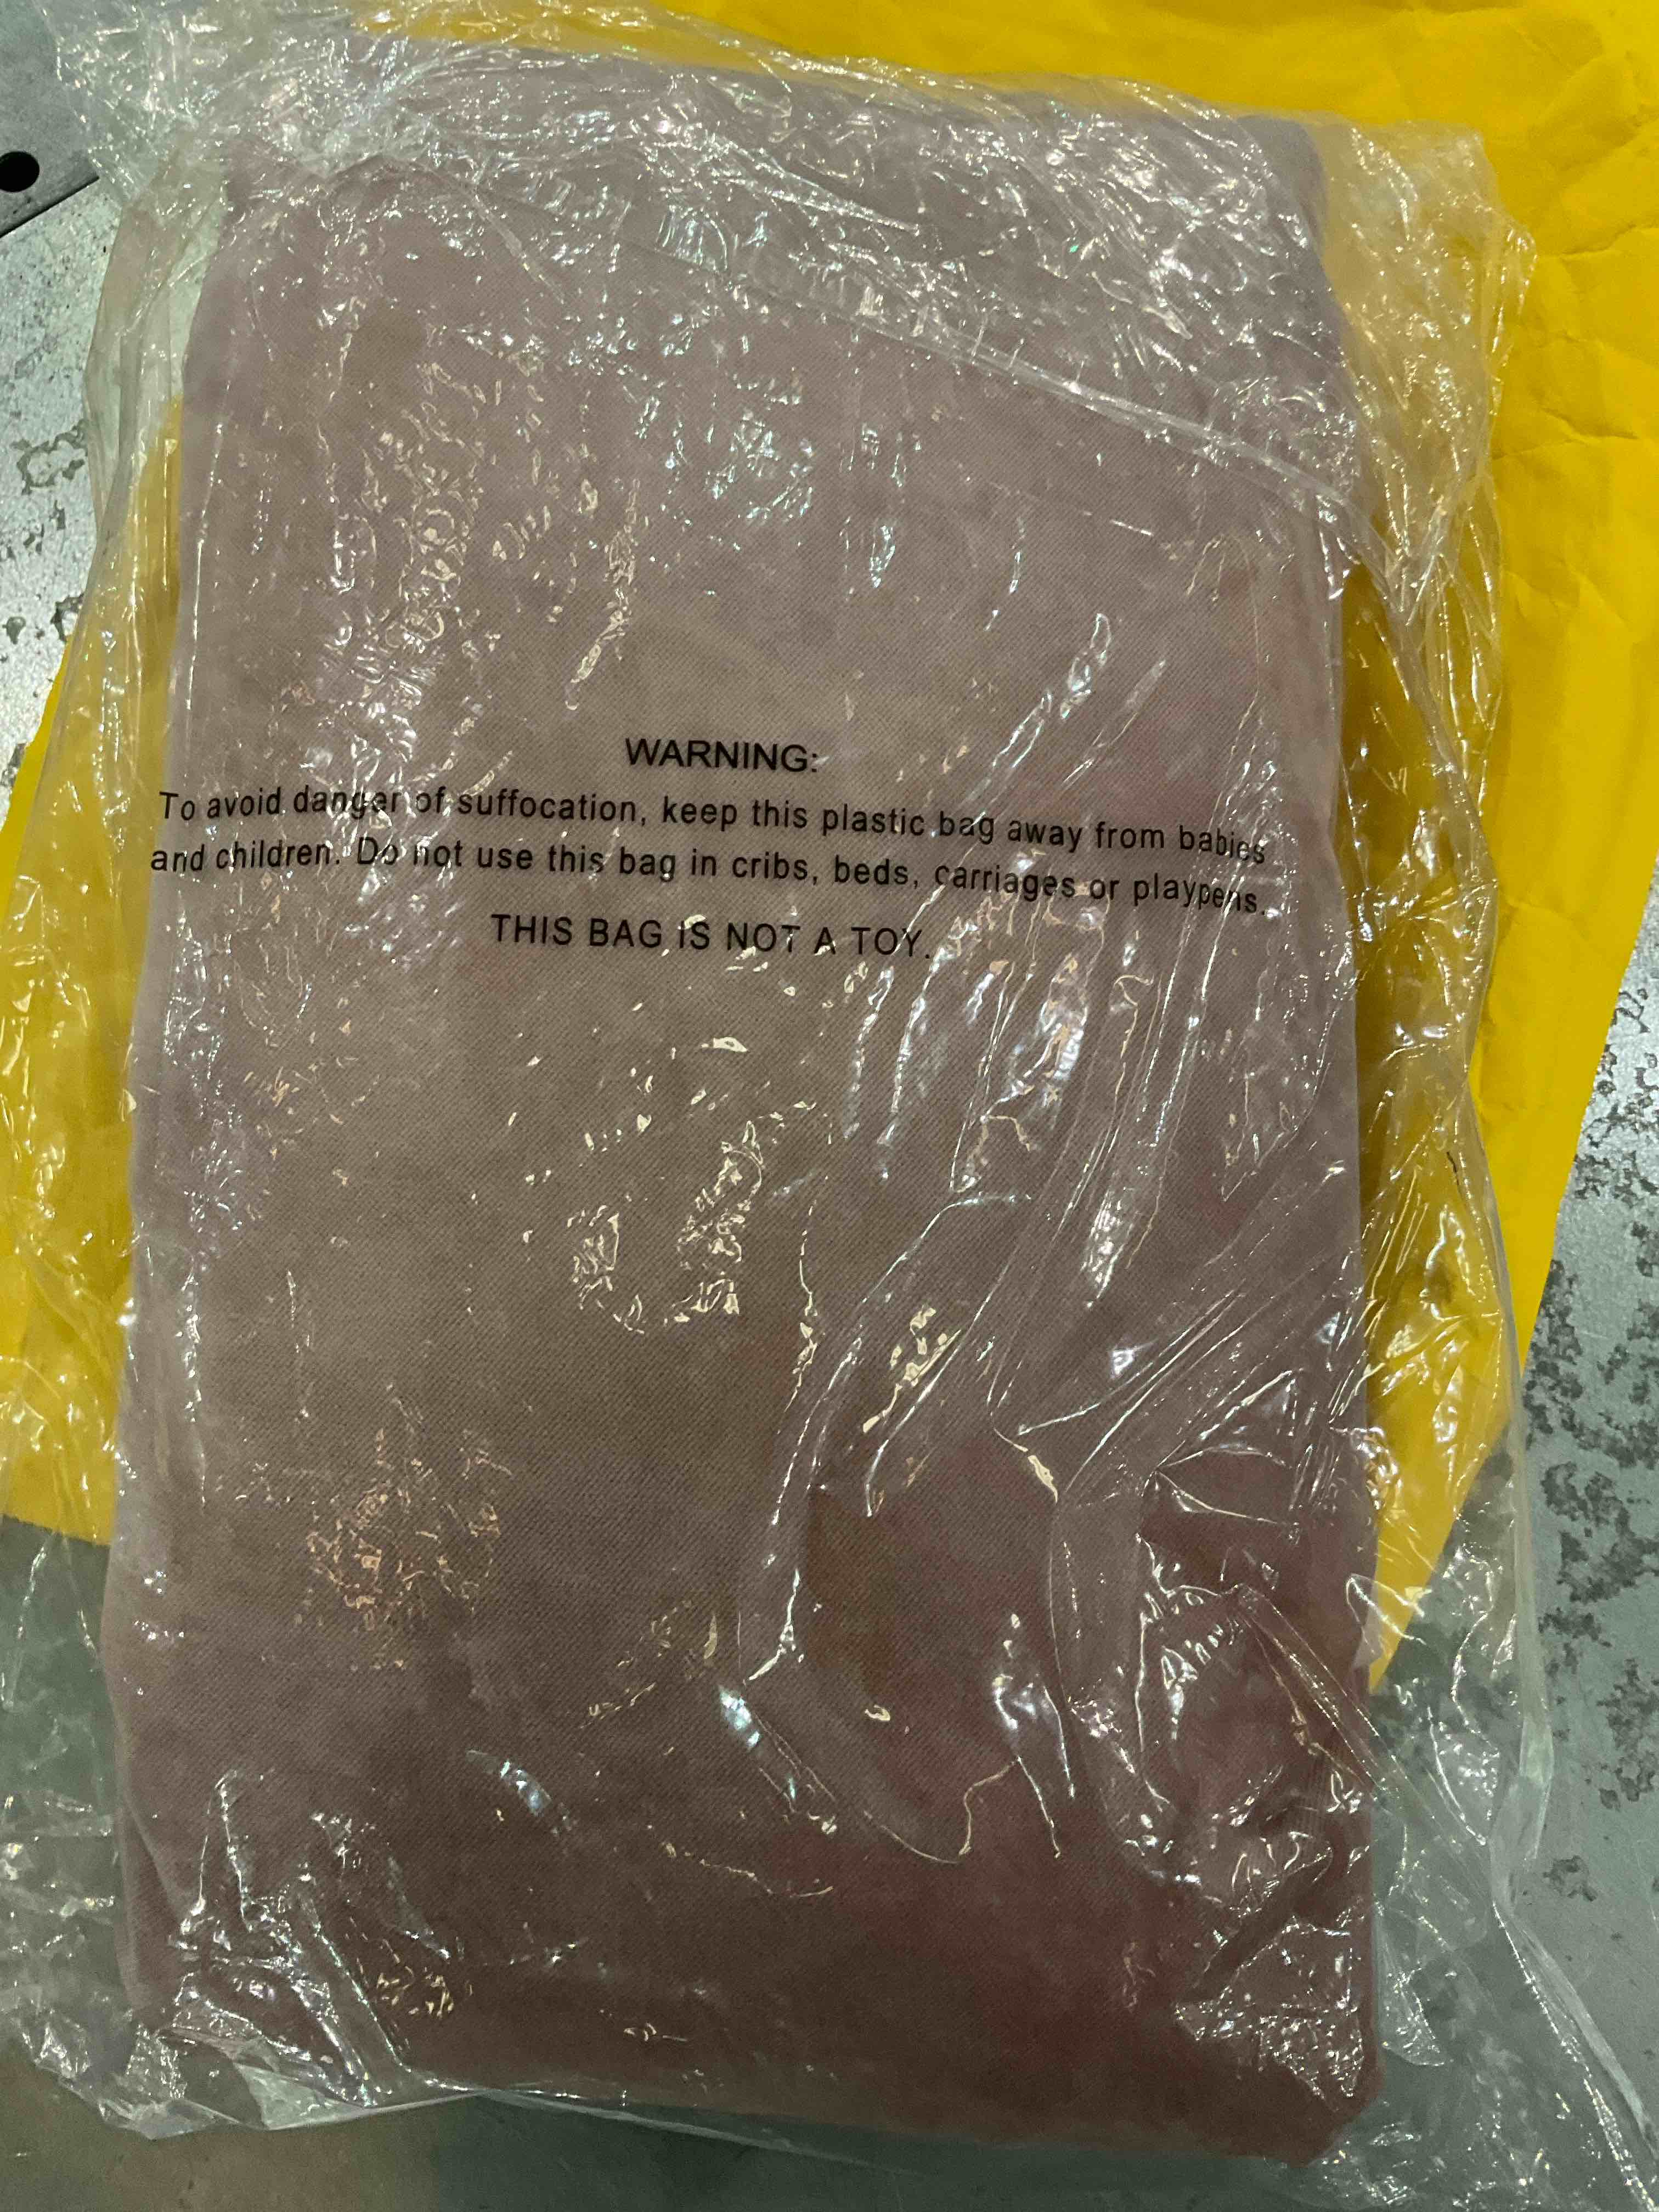 WARNING:
To avoid danger of suffocation, keep this plastic bag away from babies
and children. Do not use this bag in cribs, beds, carriages or playpens.
THIS BAG IS NOT A TOY.